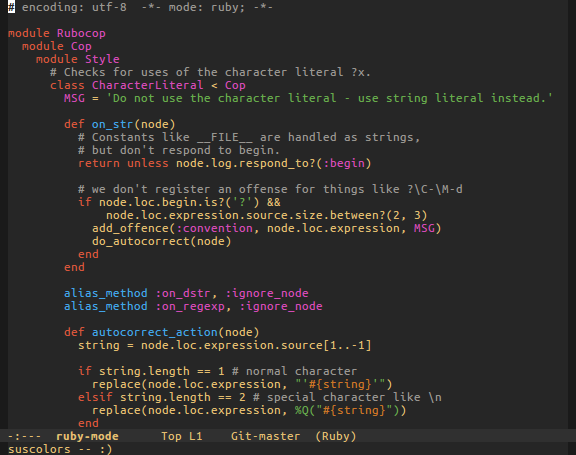 # encoding: utf-8  -*- mode: ruby; -*-

module Rubocop
  module Cop
    module Style
      # Checks for uses of the character literal ?x.
      class CharacterLiteral < Cop
        MSG = 'Do not use the character literal - use string literal instead.'

        def on_str(node)
          # Constants like __FILE__ are handled as strings,
          # but don't respond to begin.
          return unless node.log.respond_to?(:begin)

          # we don't register an offense for things like ?\C-\M-d
          if node.loc.begin.is?('?') &&
              node.loc.expression.source.size.between?(2, 3)
            add_offence(:convention, node.loc.expression, MSG)
            do_autocorrect(node)
          end
        end

        alias_method :on_dstr, :ignore_node
        alias_method :on_regexp, :ignore_node

        def autocorrect_action(node)
          string = node.loc.expression.source[1..-1]

          if string.length == 1 # normal character
            replace(node.loc.expression, "'#{string}'")
          elsif string.length == 2 # special character like \n
            replace(node.loc.expression, %Q("#{string}"))
          end
-:---  ruby-mode      Top L1    Git-master  (Ruby)
suscolors -- :)